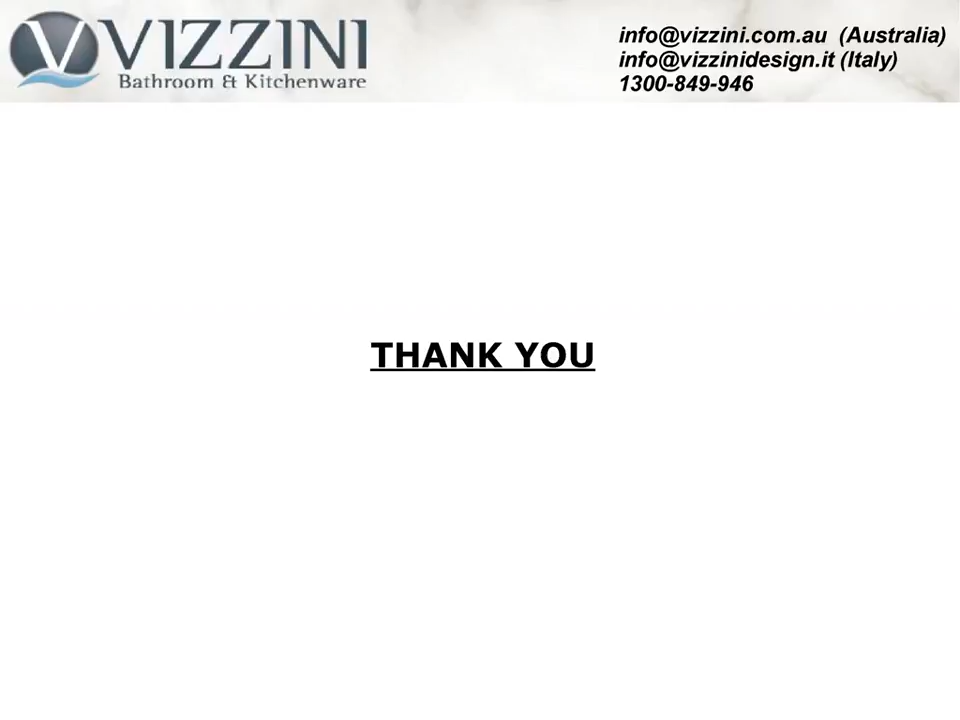 VIZZINI
Bathroom & Kitchenware
info@vizzini.com.au (Australia)
info@vizzinidesign.it (Italy)
1300-849-946
THANK YOU